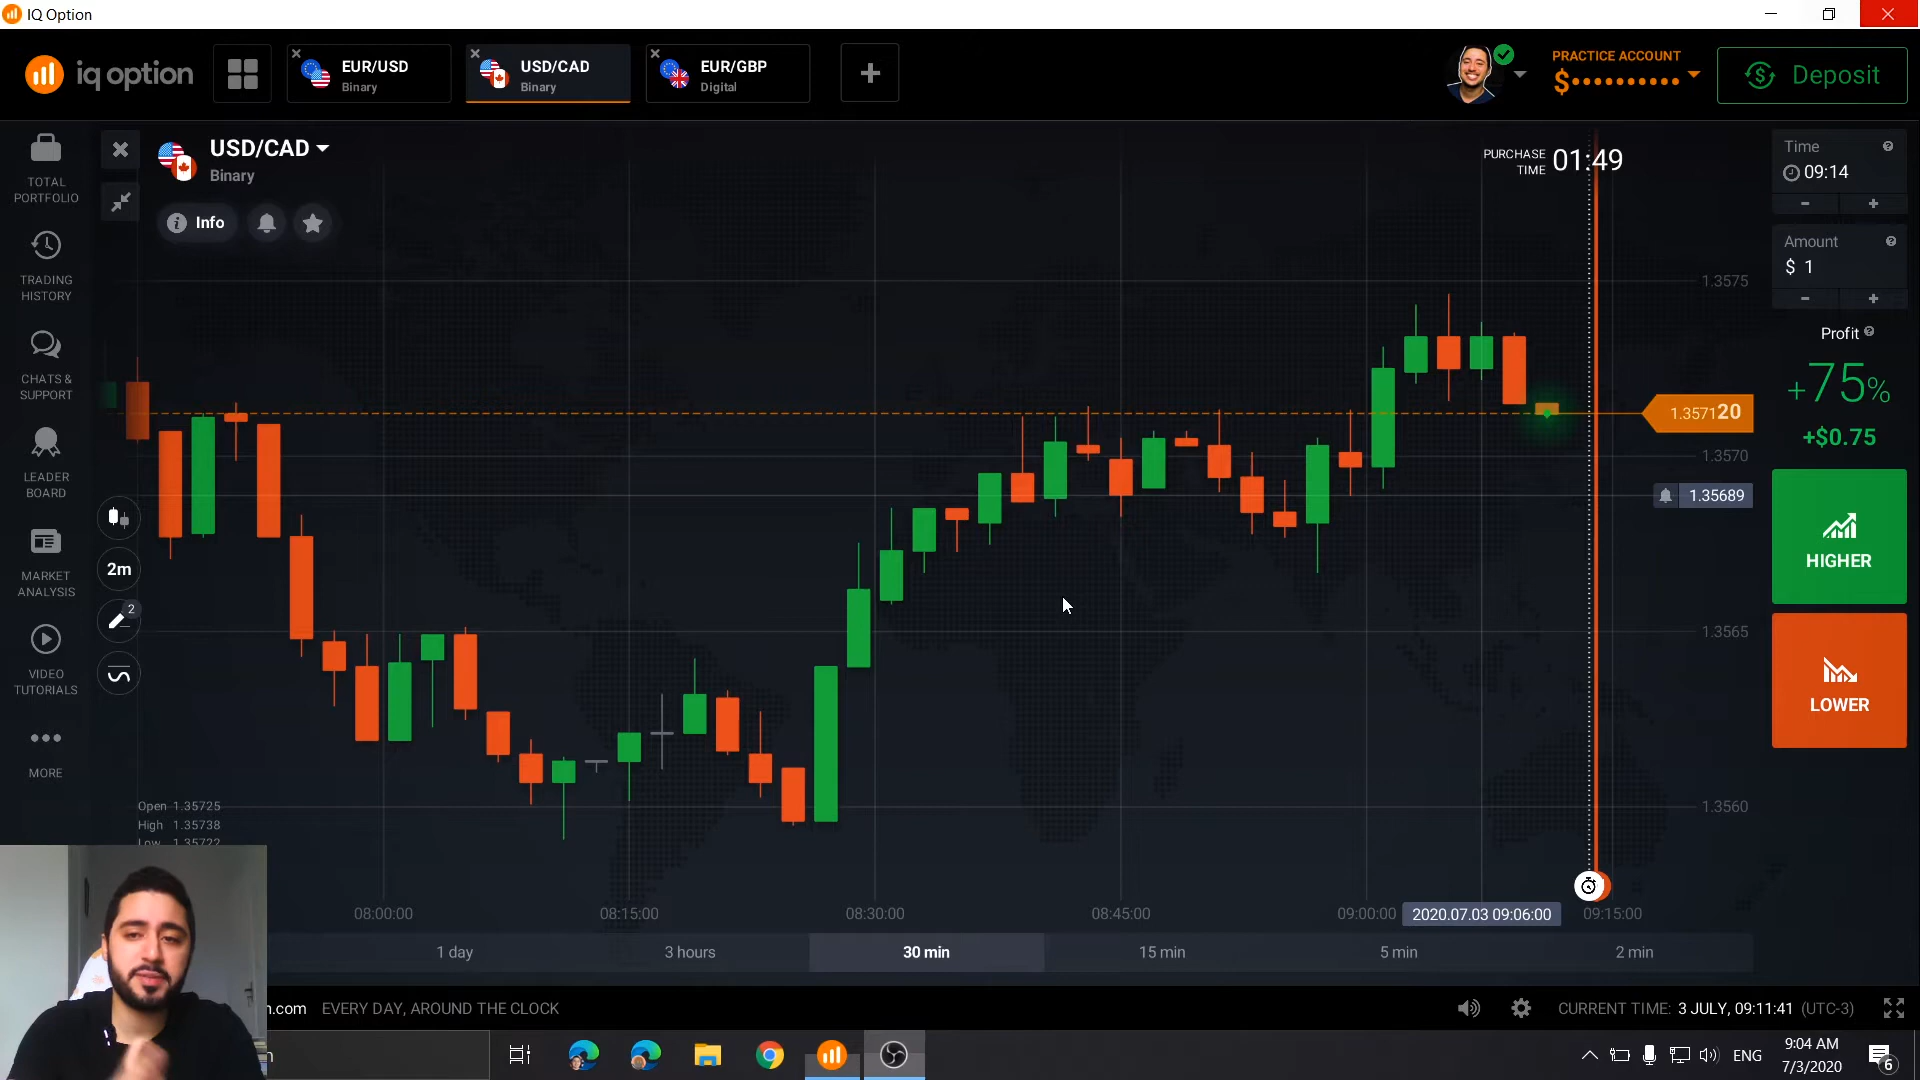 IQ Option
iq option
EUR/USD
Binary
USD/CAD
Binary
EUR/GBP
Digital
PRACTICE ACCOUNT
$••••••••••
Deposit
TOTAL
PORTFOLIO
TRADING
HISTORY
CHATS &
SUPPORT
LEADER
BOARD
MARKET
ANALYSIS
VIDEO
TUTORIALS
MORE
USD/CAD
Binary
Info
2m
2
PURCHASE
TIME
01:49
1.3575
1.357120
1.3570
1.35689
1.3565
1.3560
Open 1.35725
High 1.35738
Low 1.35722
08:00:00
08:15:00
08:30:00
08:45:00
09:00:00
2020.07.03 09:06:00
09:15:00
1 day
3 hours
30 min
15 min
5 min
2 min
Time
09:14
- +
Amount
$ 1
- +
Profit
+75%
+$0.75
HIGHER
LOWER
n.com EVERY DAY, AROUND THE CLOCK
CURRENT TIME: 3 JULY, 09:11:41 (UTC-3)
ENG
9:04 AM
7/3/2020
6